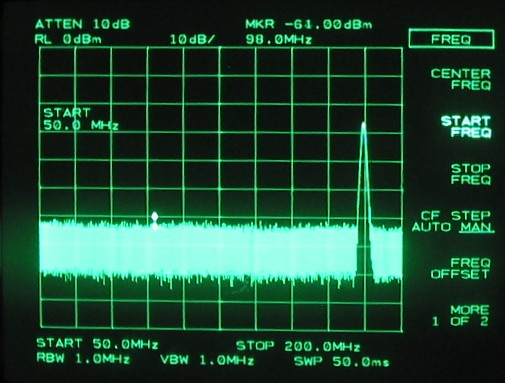 ATTEN 10dB
MKR -61.00dBm
RL 0dBm
10dB/
98.0MHz
START
50.0 MHz
START 50.0MHz
STOP 200.0MHz
RBW 1.0MHz
VBW 1.0MHz
SWP 50.0ms
FREQ
CENTER
FREQ
START
FREQ
STOP
FREQ
CF STEP
AUTO MAN
FREQ
OFFSET
MORE
1 OF 2